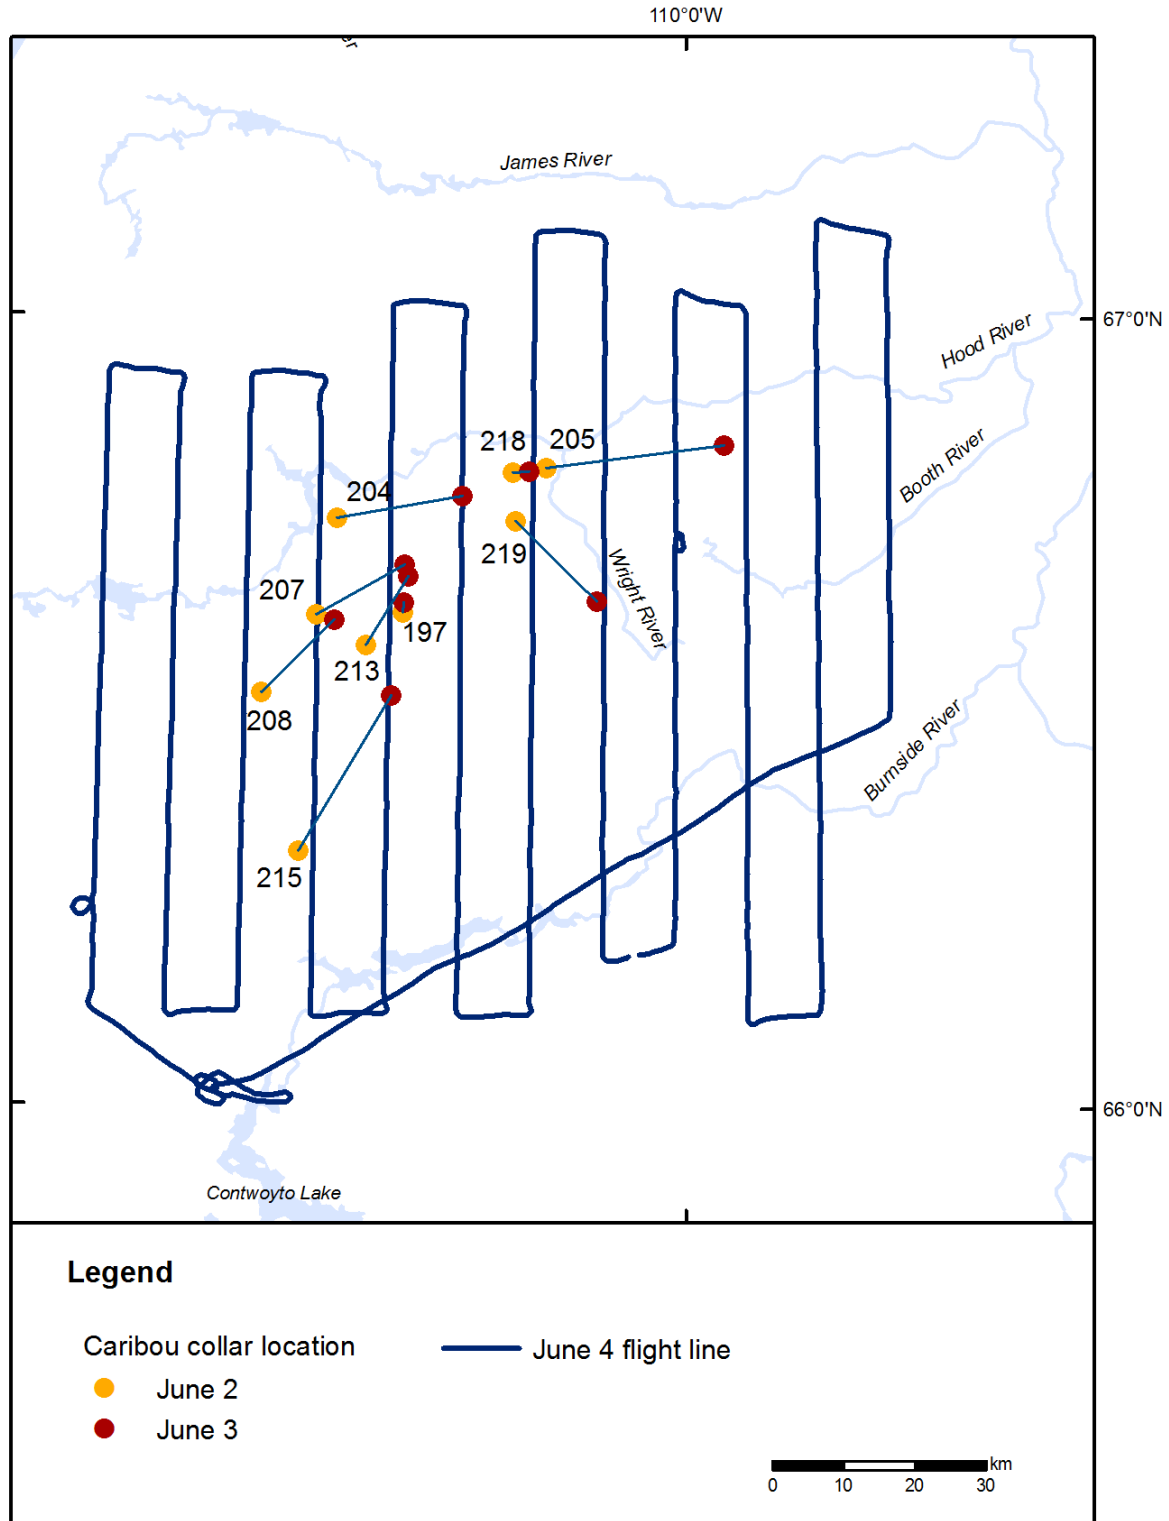 110°0'W
er
James River
67°0'N
Hood River
218
205
Booth River
204
219
Wright River
207
197
213
208
Burnside River
215
66°0'N
Contwoyto Lake
Legend
Caribou collar location
June 4 flight line
June 2
June 3
km
0 10 20 30